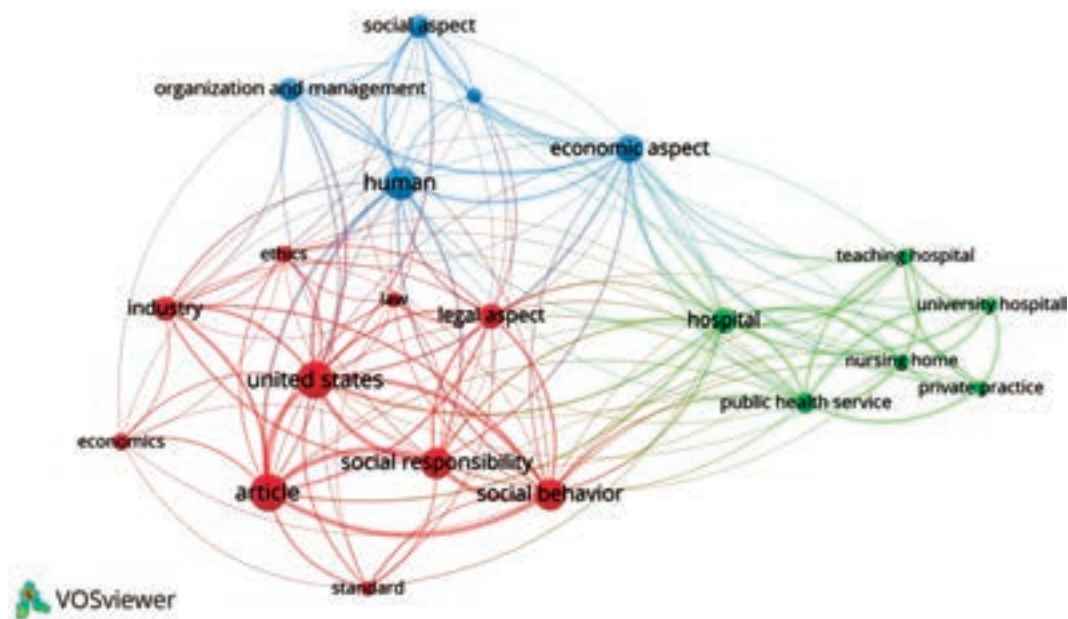 social aspect
organization and management
economic aspect
human
ethics
teaching hospital
law
university hospitall
industry
legal aspect
hospital
nursing home
united states
private practice
public health service
economics
social responsibility
article
social behavior
standard
VOSviewer